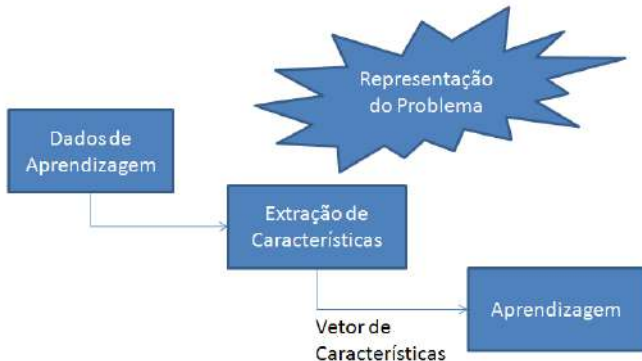 Representação
do Problema
Dados de
Aprendizagem
Extração de
Características
Aprendizagem
Vetor de
Características